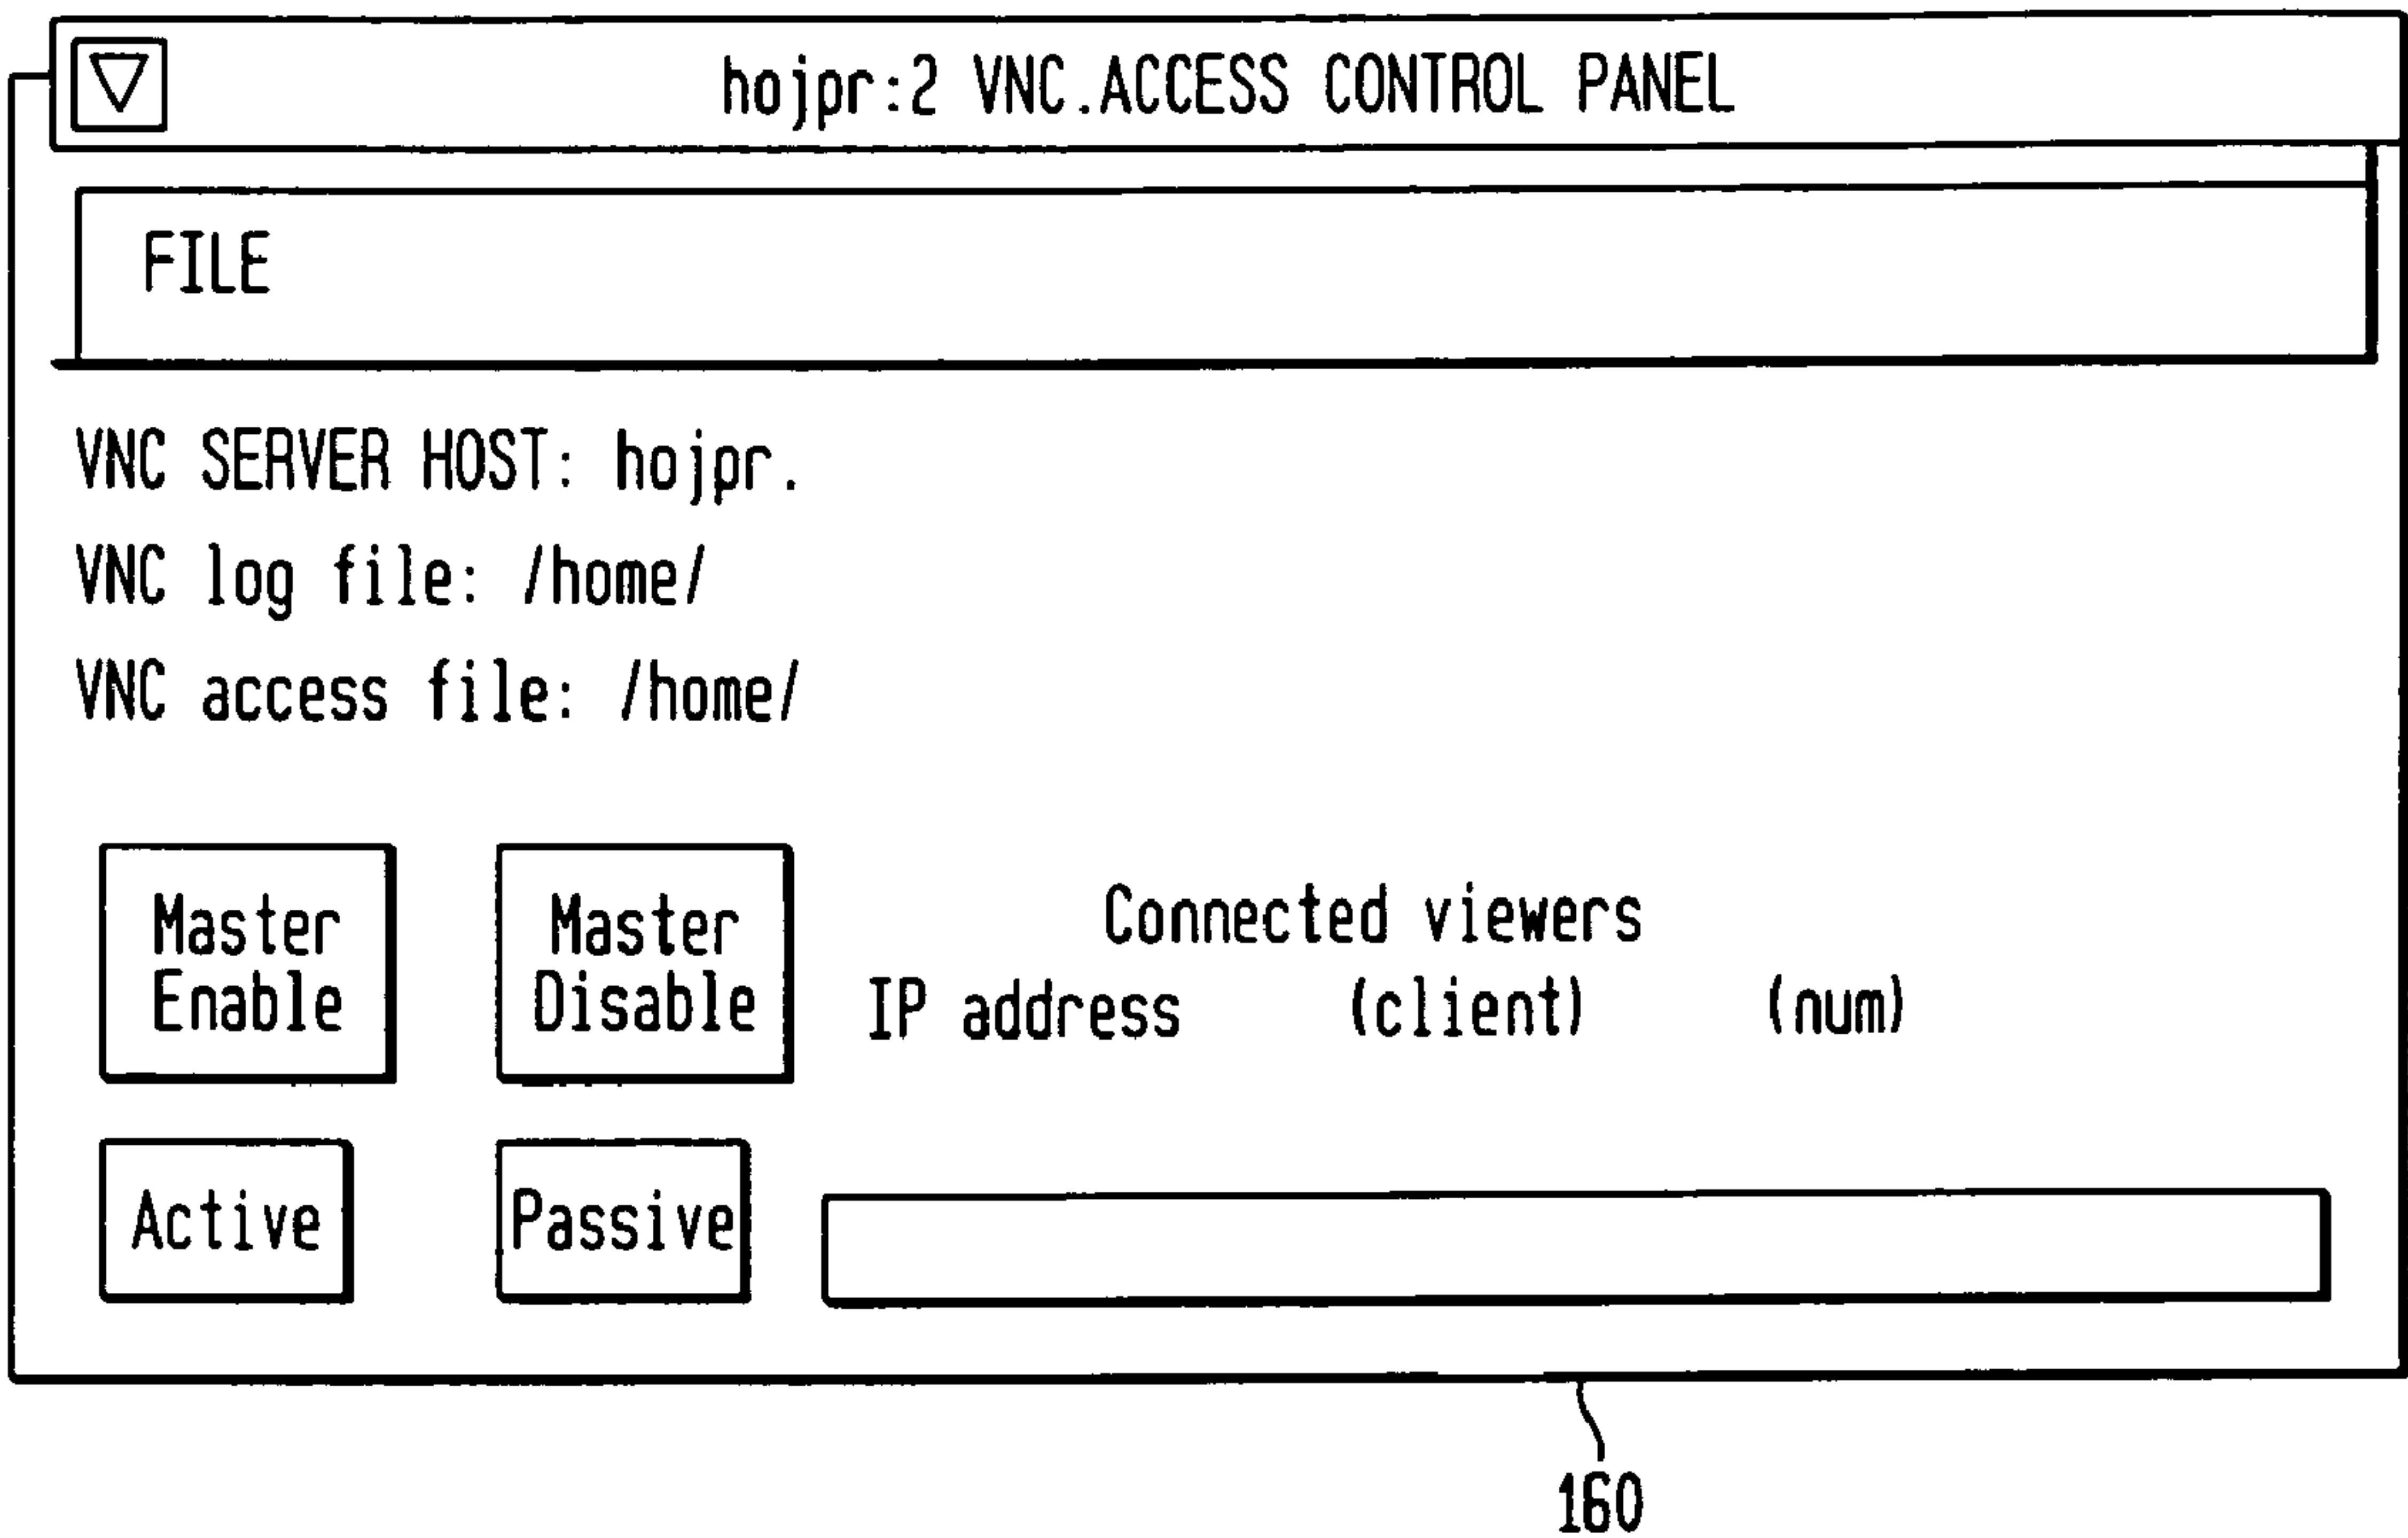 hojpr:2 VNC.ACCESS CONTROL PANEL
FILE
VNC SERVER HOST: hojpr.
VNC log file: /home/
VNC access file: /home/
Master
Enable
Master
Disable
Connected viewers
IP address (client) (num)
Active
Passive
160